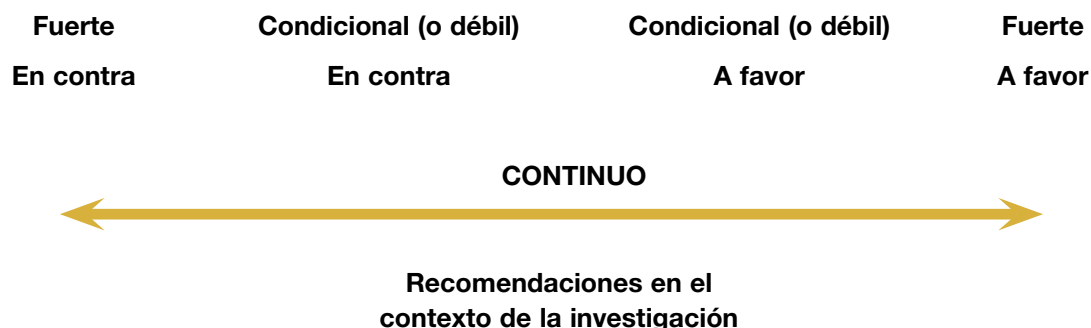 Fuerte Condicional (o débil) Condicional (o débil) Fuerte
En contra En contra A favor A favor
CONTINUO
Recomendaciones en el
contexto de la investigación